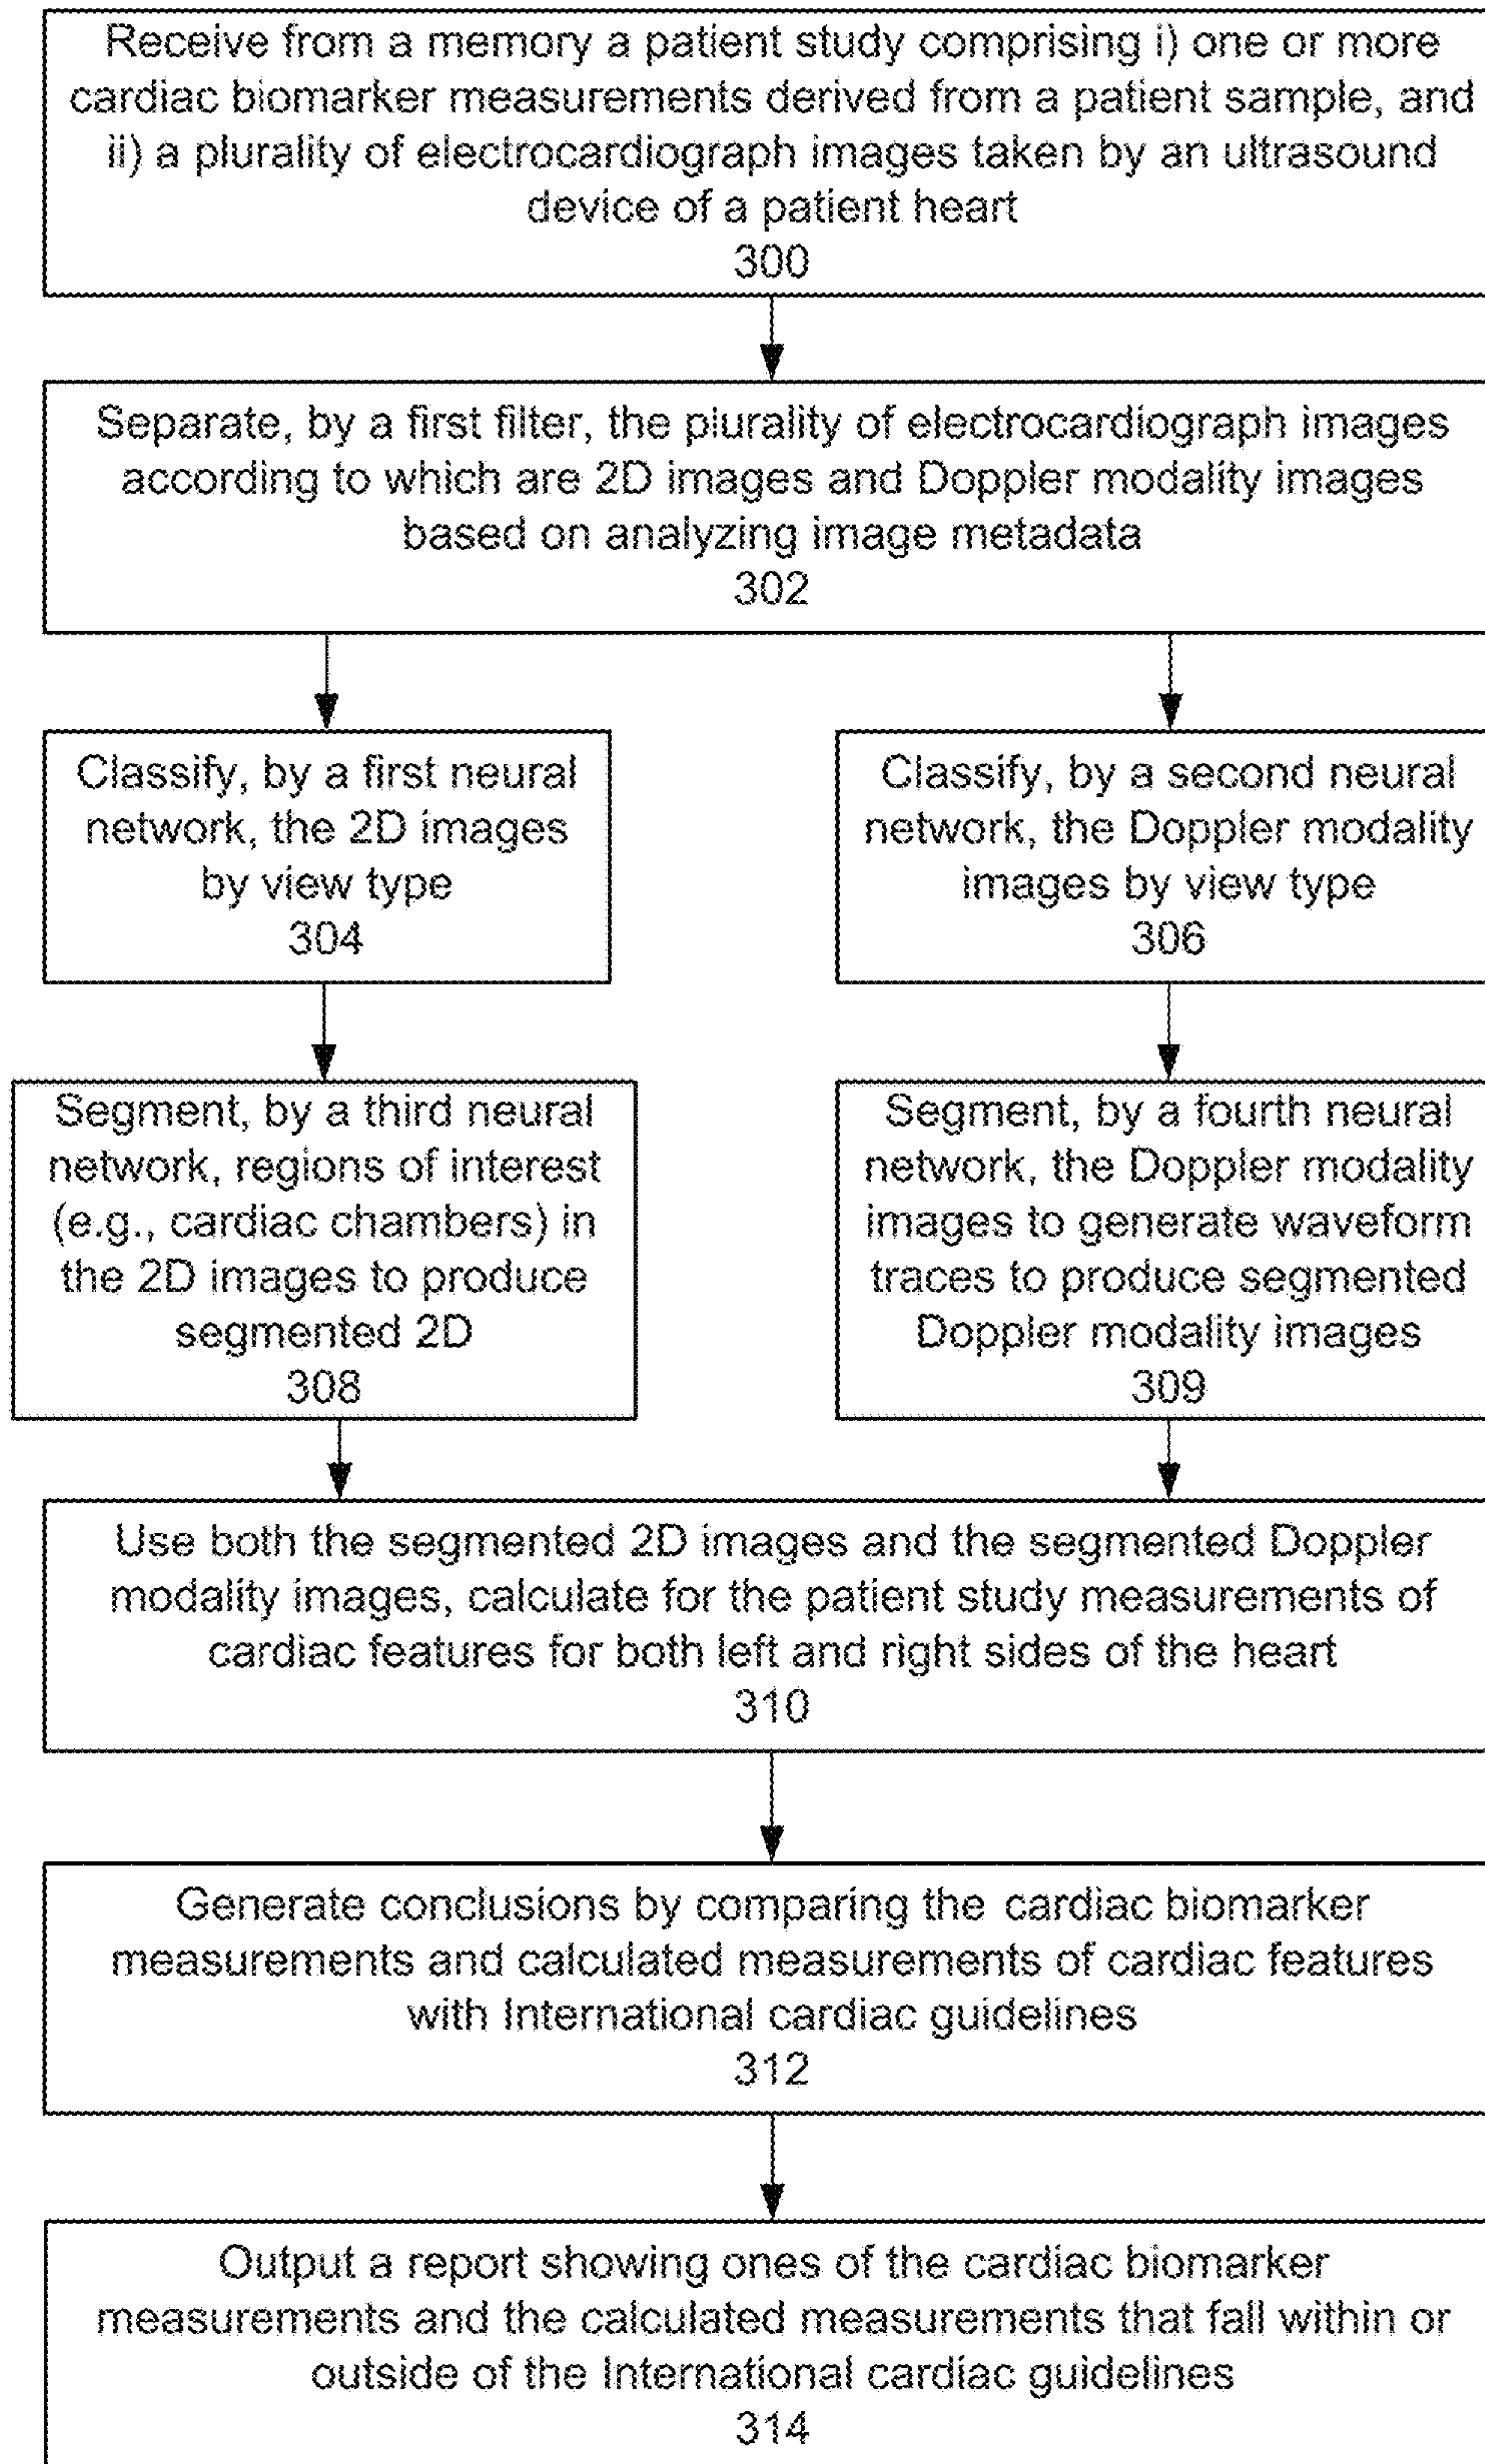 Receive from a memory a patient study comprising i) one or more
cardiac biomarker measurements derived from a patient sample, and
ii) a plurality of electrocardiograph images taken by an ultrasound
device of a patient heart
300
Separate, by a first filter, the plurality of electrocardiograph images
according to which are 2D images and Doppler modality images
based on analyzing image metadata
302
Classify, by a first neural
network, the 2D images
by view type
304
Classify, by a second neural
network, the Doppler modality
images by view type
306
Segment, by a third neural
network, regions of interest
(e.g., cardiac chambers) in
the 2D images to produce
segmented 2D
308
Segment, by a fourth neural
network, the Doppler modality
images to generate waveform
traces to produce segmented
Doppler modality images
309
Use both the segmented 2D images and the segmented Doppler
modality images, calculate for the patient study measurements of
cardiac features for both left and right sides of the heart
310
Generate conclusions by comparing the cardiac biomarker
measurements and calculated measurements of cardiac features
with International cardiac guidelines
312
Output a report showing ones of the cardiac biomarker
measurements and the calculated measurements that fall within or
outside of the International cardiac guidelines
314